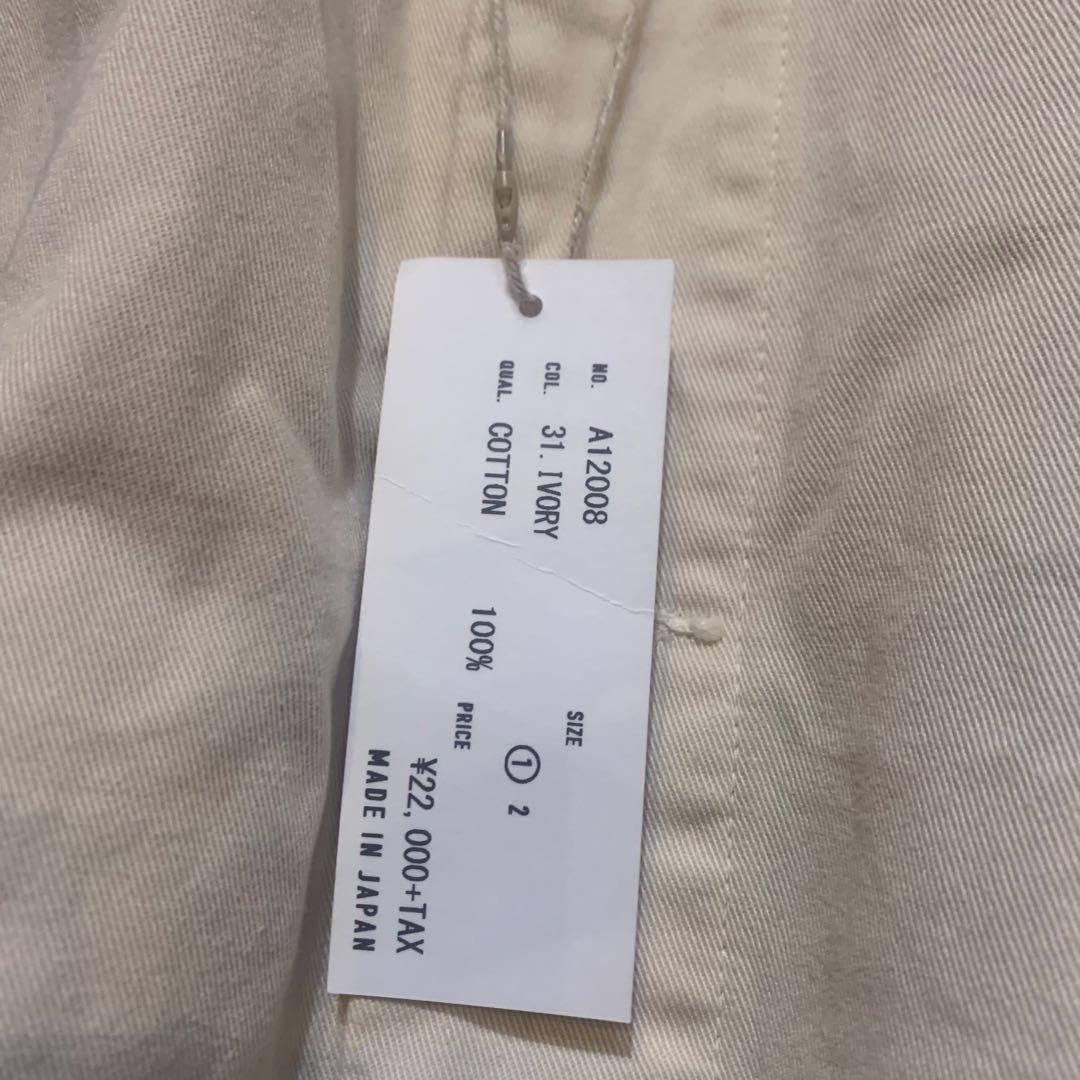 NO. A12008
COL. 31. IVORY
QUAL. COTTON 100%
SIZE
① 2
PRICE
¥22, 000+TAX
MADE IN JAPAN